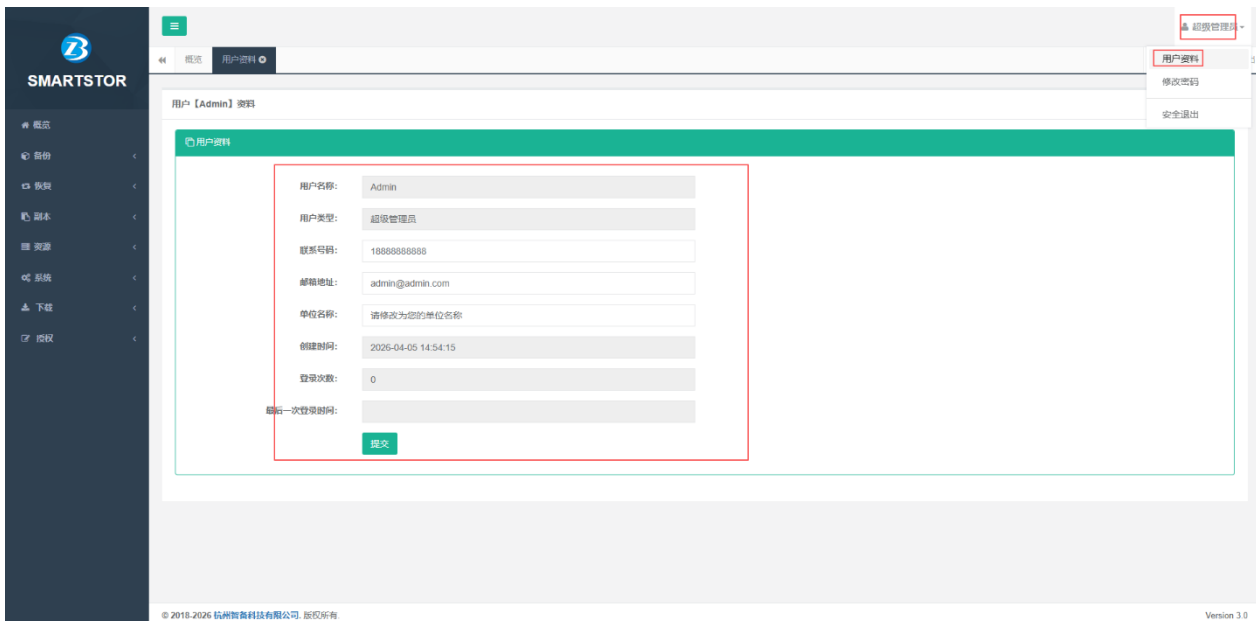 超级管理员
SMARTSTOR
概览
用户资料
用户资料
修改密码
安全退出
用户【Admin】资料
概览
备份
恢复
副本
资源
系统
下载
授权
用户资料
用户名称: Admin
用户类型: 超级管理员
联系号码: 18888888888
邮箱地址: admin@admin.com
单位名称: 请修改为您的单位名称
创建时间: 2026-04-05 14:54:15
登录次数: 0
最后一次登录时间:
提交
© 2018-2026 杭州智备科技有限公司. 版权所有.
Version 3.0